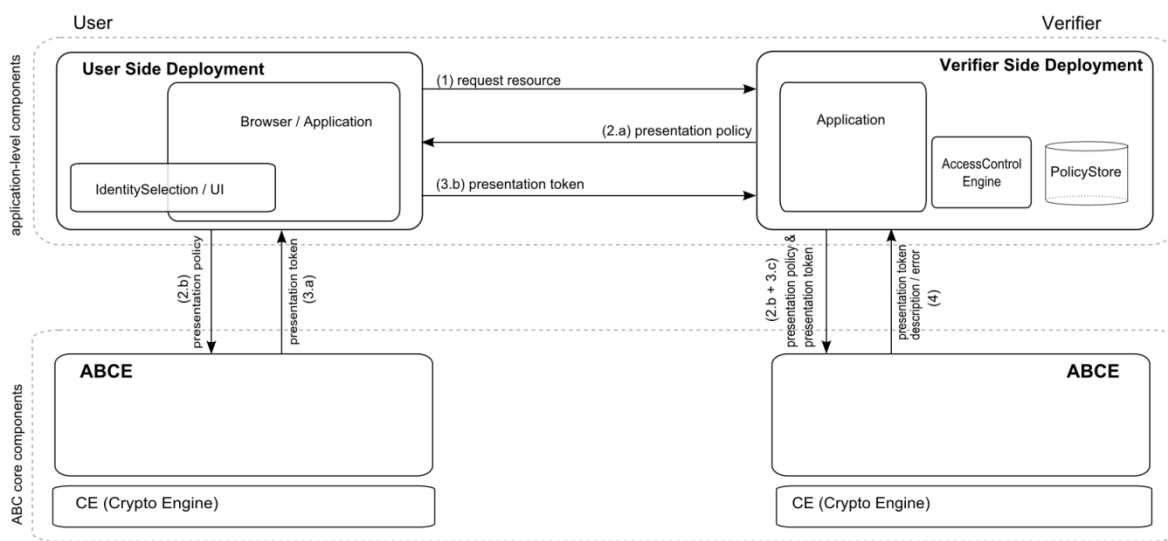 User
Verifier
application-level components
User Side Deployment
Browser / Application
IdentitySelection / UI
(1) request resource
(2.a) presentation policy
(3.b) presentation token
Verifier Side Deployment
Application
AccessControl
Engine
PolicyStore
(2.b)
presentation policy
presentation token
(3.a)
(2.b + 3.c)
presentation policy &
presentation token
presentation token
description / error
(4)
ABC core components
ABCE
CE (Crypto Engine)
ABCE
CE (Crypto Engine)